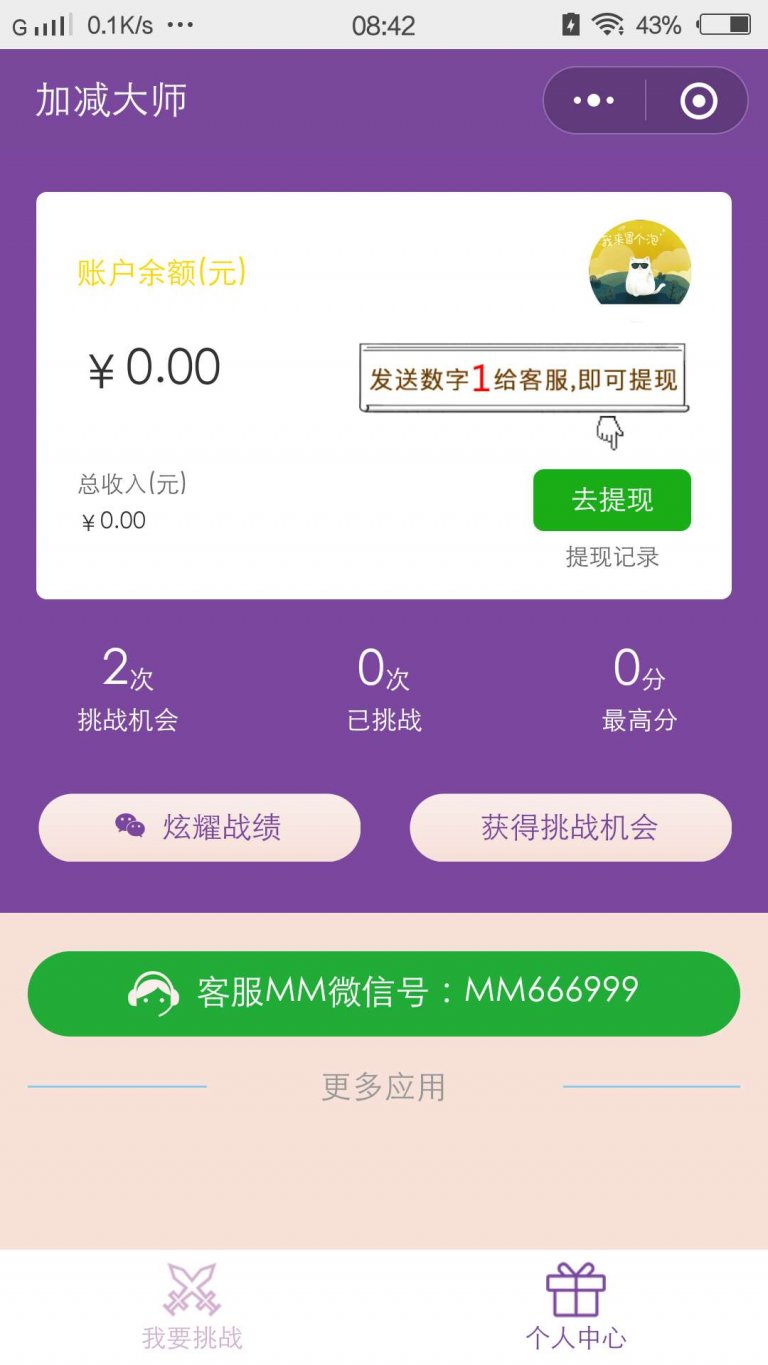 G 0.1K/s ••• 08:42 43%
加减大师
我来冒个泡
账户余额(元)
￥0.00
发送数字1给客服,即可提现
总收入(元)
￥0.00
去提现
提现记录
2次 0次 0分
挑战机会 已挑战 最高分
炫耀战绩 获得挑战机会
客服MM微信号：MM666999
更多应用
我要挑战 个人中心